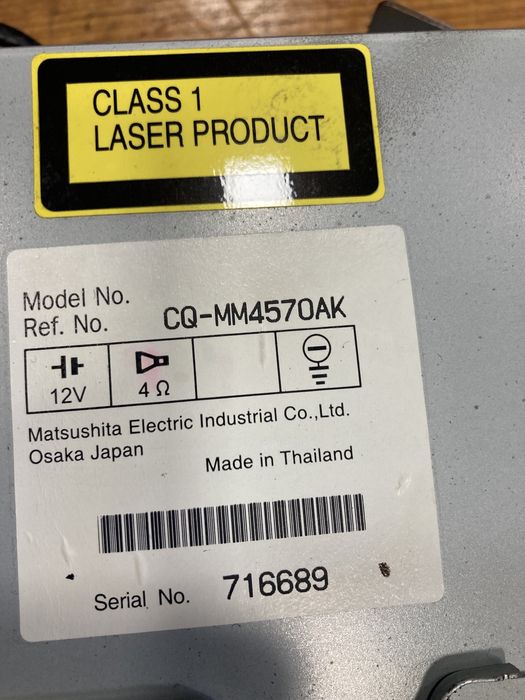 CLASS 1
LASER PRODUCT
Model No.
Ref. No. CQ-MM4570AK
12V 4 Ω
Matsushita Electric Industrial Co.,Ltd.
Osaka Japan
Made in Thailand
Serial No. 716689